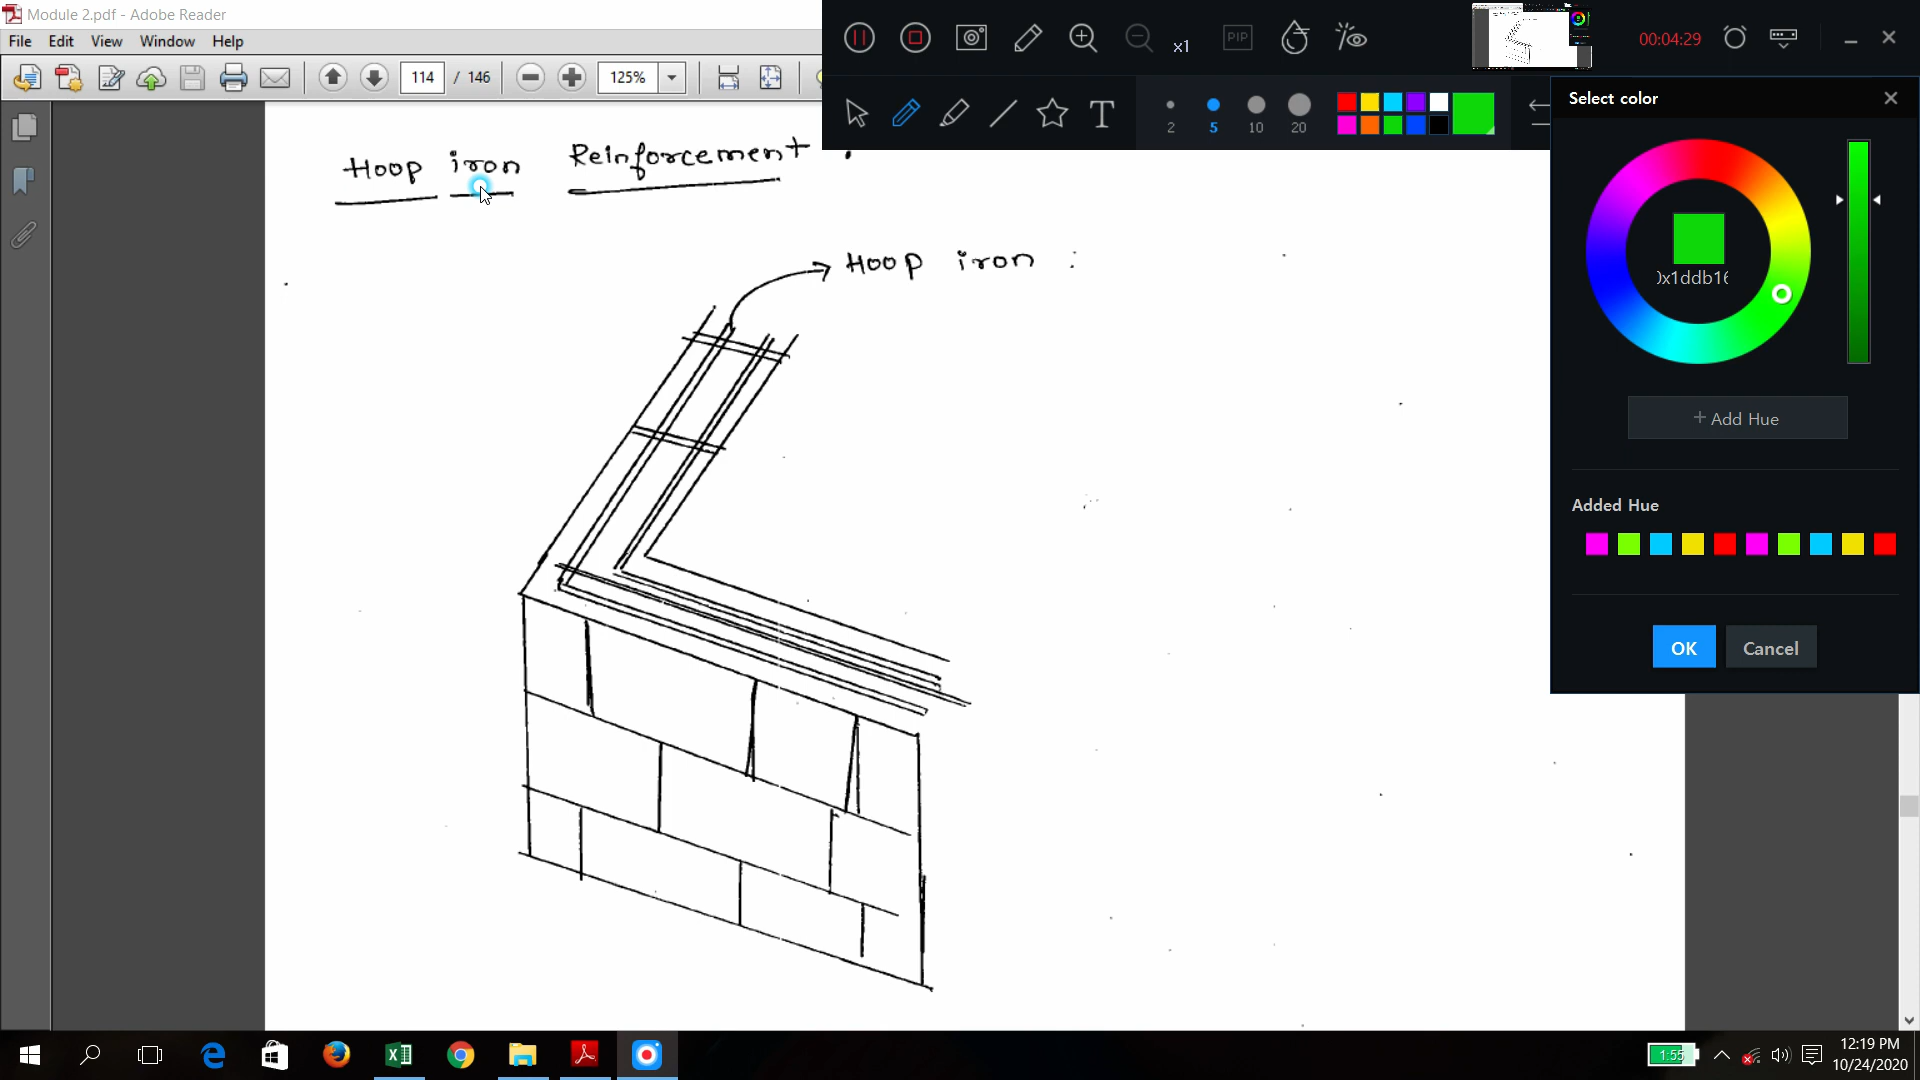 Module 2.pdf - Adobe Reader
File Edit View Window Help
114 / 146 125%
x1 PIP 00:04:29
2 5 10 20
Select color
0x1ddb16
+ Add Hue
Added Hue
OK Cancel
Hoop iron Reinforcement :
Hoop iron :
1:55
12:19 PM
10/24/2020